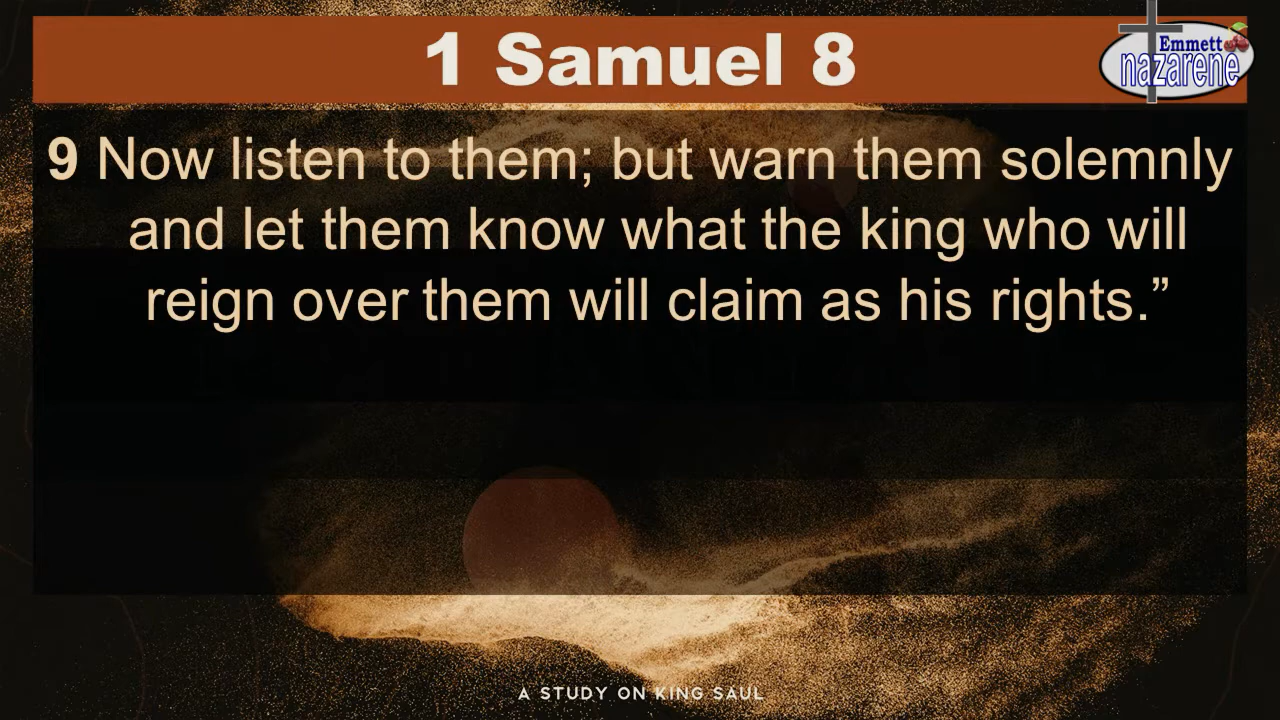 1 Samuel 8
Emmett
nazarene
9 Now listen to them; but warn them solemnly
and let them know what the king who will
reign over them will claim as his rights.”
A STUDY ON KING SAUL